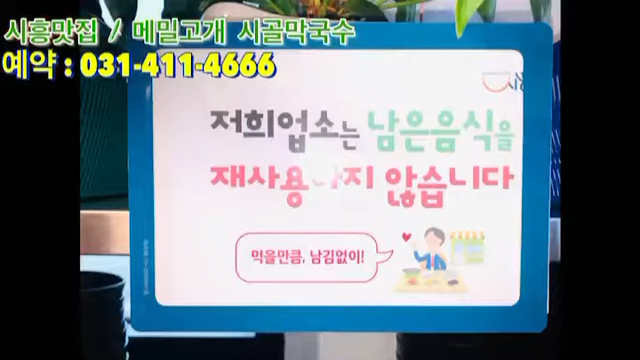 시흥맛집 / 메밀고개 시골막국수
예약 : 031-411-4666
저희업소는 남은음식을
재사용하지 않습니다
먹을만큼, 남김없이!